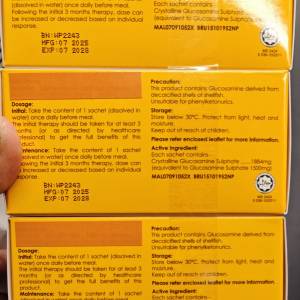 water) once daily before meal.
Following the initial 3 months therapy, dose can
be increased or decreased based on individual
response.
BN:WP2243
MFG:07 2025
EXP:07 2028
Each sachet contains
Crystalline Glucosamine Sulphate
(equivalent to Glucosamine Sulphate
MAL07091052X BRU15101952NP
Dosage:
Initial: Take the content of 1 sachet (dissolved in
water) once daily before meal.
The initial therapy should be taken for at least 3
months (or as directed by healthcare
professional) to get the full benefits of this
product.
Maintenance: Take the content of 1 sachet
(dissolved in water) once daily before meal.
Following the initial 3 months therapy, dose can
be increased or decreased based on individual
response.
BN:WP2243
MFG:07 2025
EXP:07 2028
Precaution:
This product contains Glucosamine derived from
decalcified shells of shellfish.
Unsuitable for phenylketonurics.
Storage:
Store below 30°C. Protect from light, heat and
moisture.
Keep out of reach of children.
Please refer enclosed leaflet for more information.
Active Ingredient:
Each sachet contains
Crystalline Glucosamine Sulphate ...... 1884mg
(equivalent to Glucosamine Sulphate 1500mg)
MAL07091052X BRU15101952NP
Dosage:
Initial: Take the content of 1 sachet (dissolved in
water) once daily before meal.
The initial therapy should be taken for at least 3
months (or as directed by healthcare
professional) to get the full benefits of this
product.
Maintenance: Take the content of 1 sachet
Precaution:
This product contains Glucosamine derived from
decalcified shells of shellfish.
Unsuitable for phenylketonurics.
Storage:
Store below 30°C. Protect from light, heat and
moisture.
Keep out of reach of children.
Please refer enclosed leaflet for more information.
Active Ingredient: